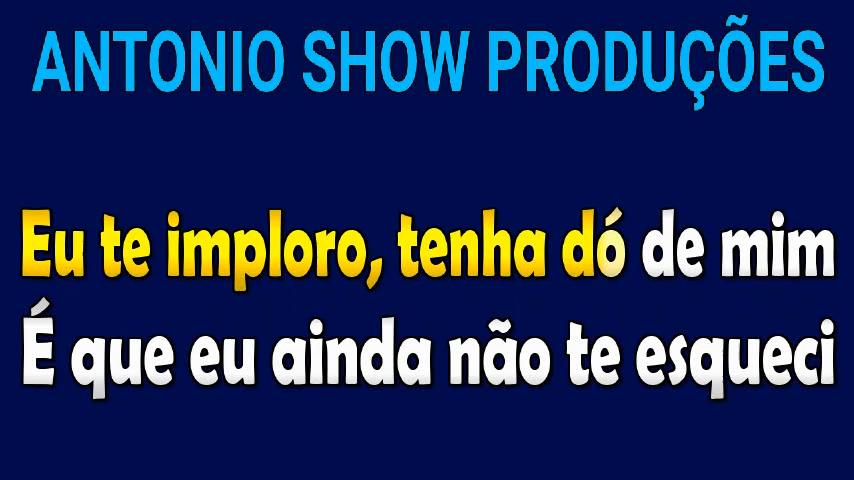 ANTONIO SHOW PRODUÇÕES
Eu te imploro, tenha dó de mim
É que eu ainda não te esqueci